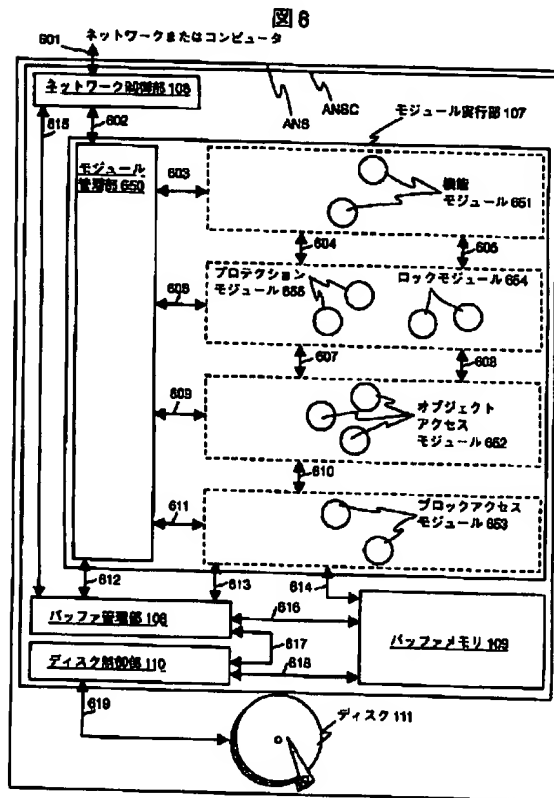 図6
601
ネットワークまたはコンピュータ
ネットワーク制御部 106
ANS
ANSC
モジュール実行部 107
615
602
モジュール
管理部 650
603
機能
モジュール 651
604
605
プロテクション
モジュール 655
ロックモジュール 654
606
607
608
609
オブジェクト
アクセス
モジュール 652
610
611
ブロックアクセス
モジュール 653
612
613
614
バッファ管理部 108
616
バッファメモリ 109
617
ディスク制御部 110
618
619
ディスク 111